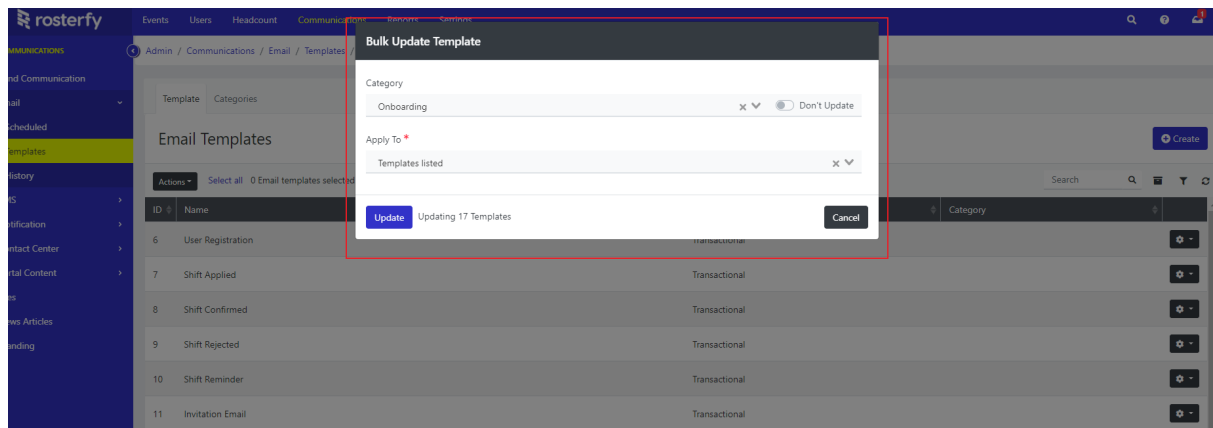 rosterfy
Events Users Headcount Communications Reports Settings
MMUNICATIONS
Admin / Communications / Email / Templates /
Bulk Update Template
nd Communication
Category
ail
Template Categories
Onboarding Don't Update
cheduled
Email Templates
Apply To *
Create
emplates
Templates listed
istory
Actions Select all 0 Email templates selected
Search
MS
ID Name Category
Update Updating 17 Templates Cancel
otification
6 User Registration Transactional
ntact Center
rtal Content
7 Shift Applied Transactional
es
8 Shift Confirmed Transactional
ews Articles
anding
9 Shift Rejected Transactional
10 Shift Reminder Transactional
11 Invitation Email Transactional